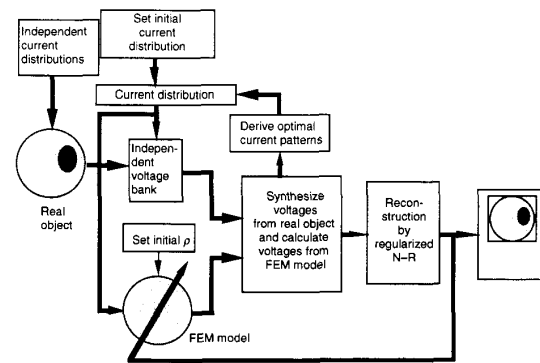 Independent
current
distributions
Set initial
current
distribution
Current distribution
Derive optimal
current patterns
Indepen-
dent
voltage
bank
Real
object
Synthesize
voltages
from real object
and calculate
voltages from
FEM model
Recon-
struction
by
regularized
N–R
Set initial ρ
FEM model